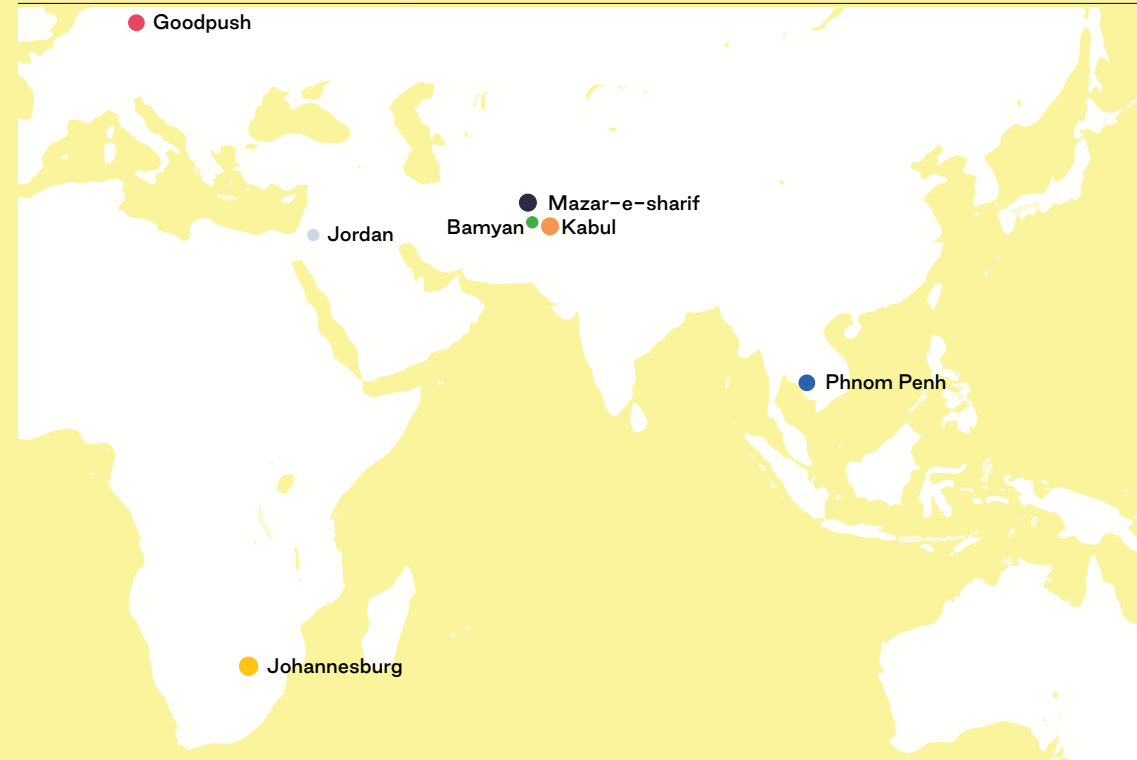 Goodpush
Mazar-e-sharif
Bamyan
Kabul
Jordan
Phnom Penh
Johannesburg